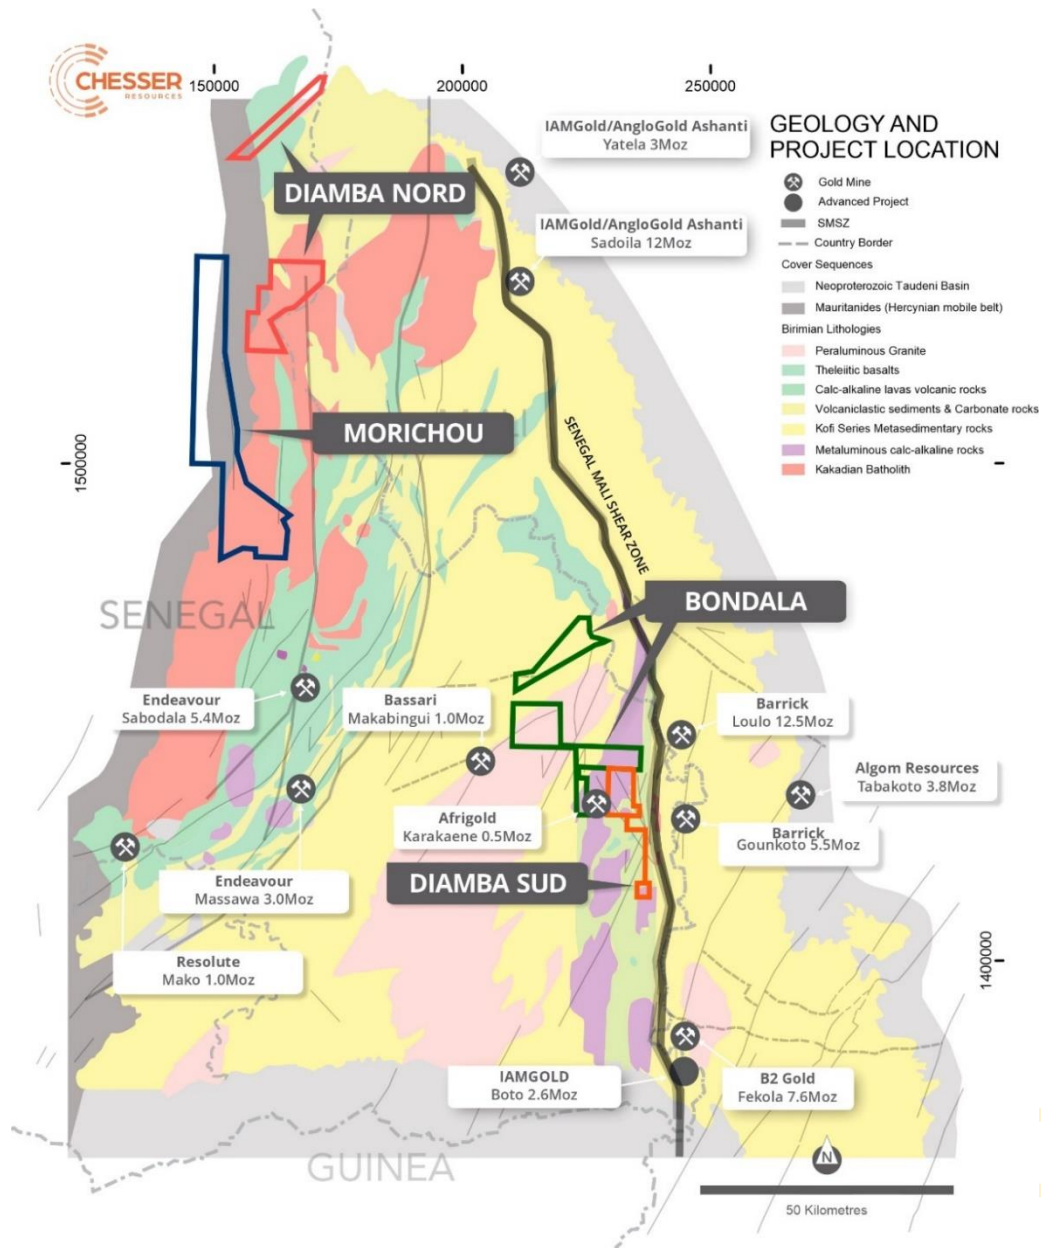 CHESSER
RESOURCES
150000
200000
250000
IAMGold/AngloGold Ashanti
Yatela 3Moz
GEOLOGY AND
PROJECT LOCATION
Gold Mine
Advanced Project
SMSZ
Country Border
Cover Sequences
Neoproterozoic Taudeni Basin
Mauritanides (Hercynian mobile belt)
Birimian Lithologies
Peraluminous Granite
Theleiitic basalts
Calc-alkaline lavas volcanic rocks
Volcaniclastic sediments & Carbonate rocks
Kofi Series Metasedimentary rocks
Metaluminous calc-alkaline rocks
Kakadian Batholith
DIAMBA NORD
IAMGold/AngloGold Ashanti
Sadoila 12Moz
MORICHOU
1500000
SENEGAL MALI SHEAR ZONE
SENEGAL
BONDALA
Endeavour
Sabodala 5.4Moz
Bassari
Makabingui 1.0Moz
Barrick
Loulo 12.5Moz
Algom Resources
Tabakoto 3.8Moz
Afrigold
Karakaene 0.5Moz
Barrick
Gounkoto 5.5Moz
Endeavour
Massawa 3.0Moz
DIAMBA SUD
Resolute
Mako 1.0Moz
1400000
IAMGOLD
Boto 2.6Moz
B2 Gold
Fekola 7.6Moz
GUINEA
N
50 Kilometres